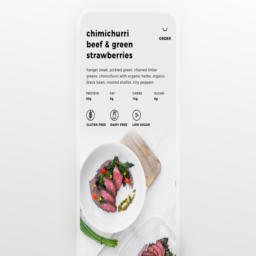 chimichurri
beef & green
strawberries
ORDER
hanger steak, pickled green, charred bitter
greens, chimichurri with organic herbs, organic
black bean, roasted shallot, tiny peppers
PROTEIN FAT CARBS SUGAR
GLUTEN FREE DAIRY FREE LOW SUGAR